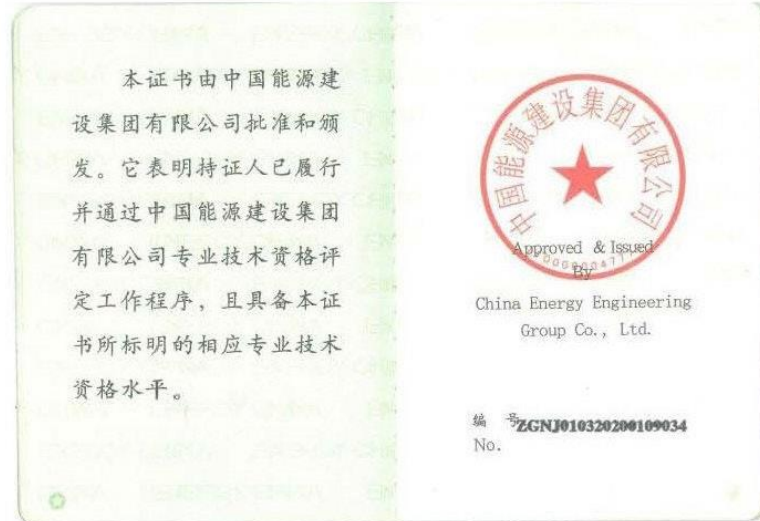 本证书由中国能源建
设集团有限公司批准和颁
发。它表明持证人已履行
并通过中国能源建设集团
有限公司专业技术资格评
定工作程序，且具备本证
书所标明的相应专业技术
资格水平。
中国能源建设集团有限公司
Approved & Issued
By
China Energy Engineering
Group Co., Ltd.
编 号ZGNJ010320200109034
No.